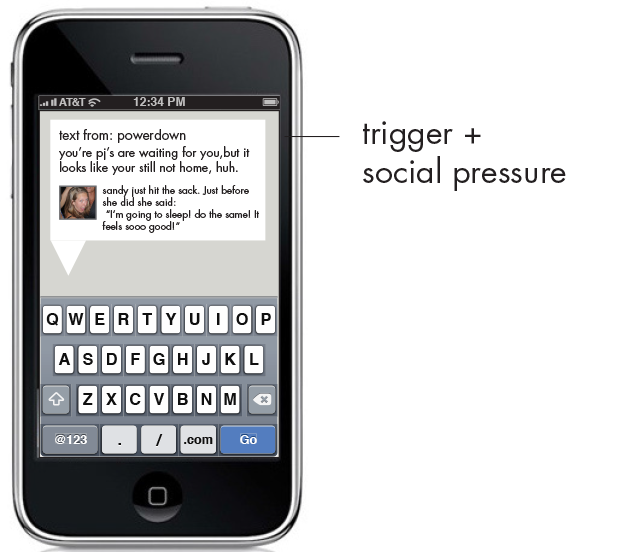 AT&T 12:34 PM
text from: powerdown
you're pj's are waiting for you,but it
looks like your still not home, huh.
sandy just hit the sack. Just before
she did she said:
"I'm going to sleep! do the same! It
feels sooo good!"
trigger +
social pressure
Q W E R T Y U I O P
A S D F G H J K L
Z X C V B N M
@123 . / .com Go